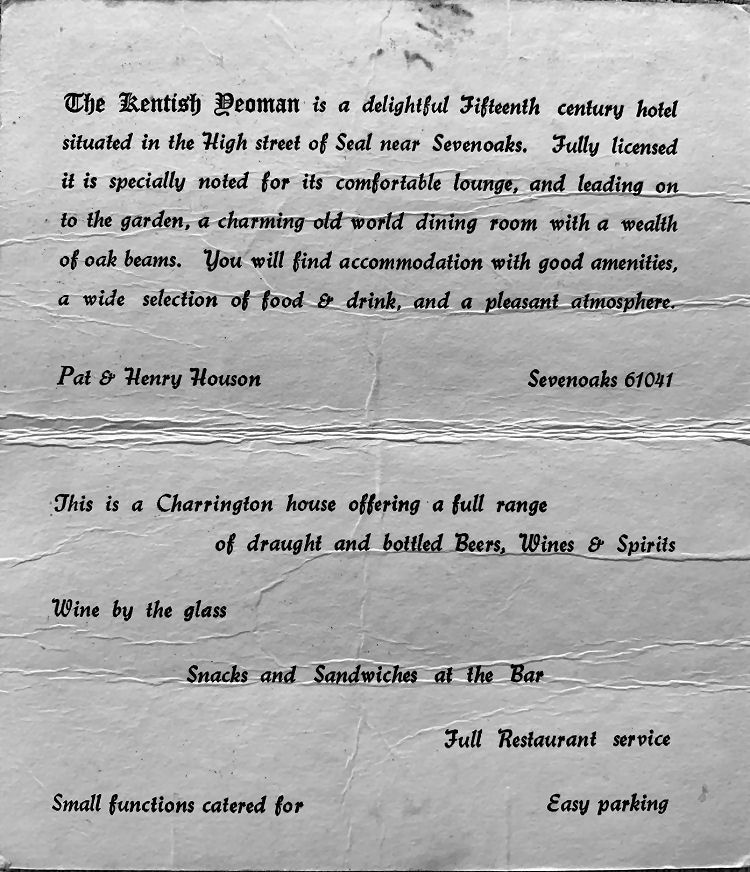 The Kentish Yeoman is a delightful Fifteenth century hotel
situated in the High street of Seal near Sevenoaks. Fully licensed
it is specially noted for its comfortable lounge, and leading on
to the garden, a charming old world dining room with a wealth
of oak beams. You will find accommodation with good amenities,
a wide selection of food & drink, and a pleasant atmosphere.
Pat & Henry Houson Sevenoaks 61041
This is a Charrington house offering a full range
of draught and bottled Beers, Wines & Spirits
Wine by the glass
Snacks and Sandwiches at the Bar
Full Restaurant service
Small functions catered for Easy parking